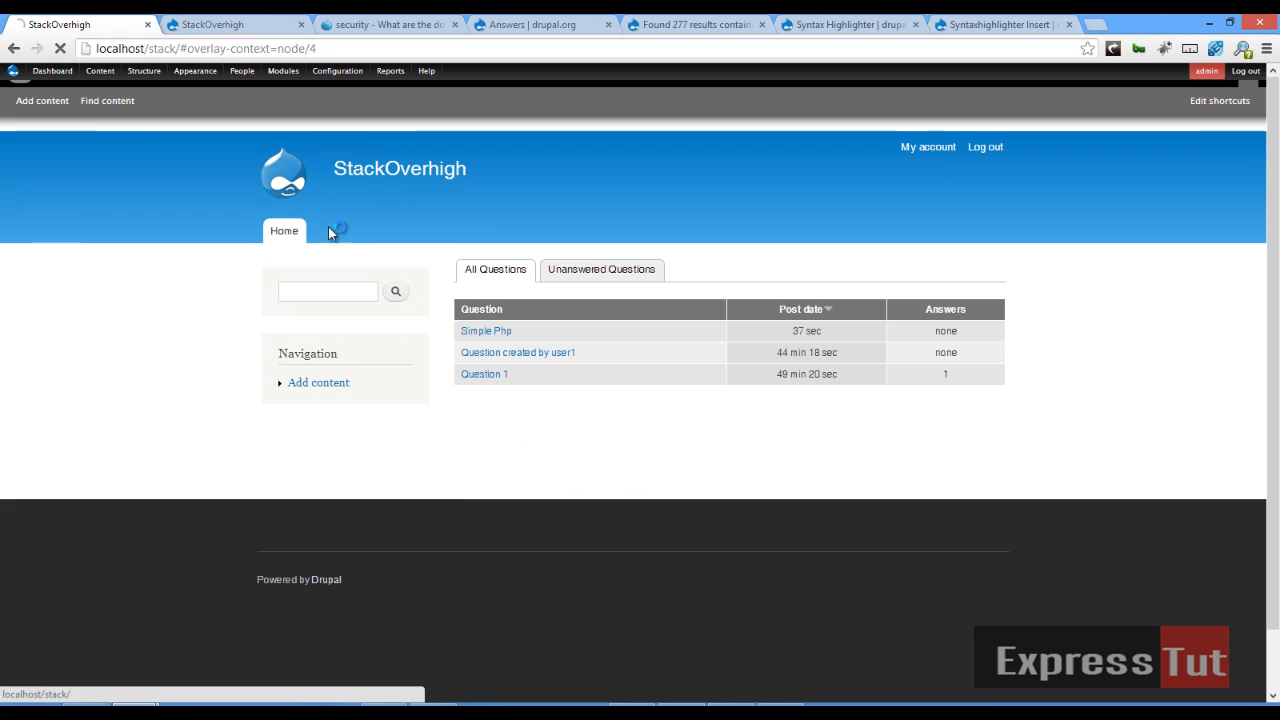 StackOverhigh
StackOverhigh
security - What are the do
Answers | drupal.org
Found 277 results contain
Syntax Highlighter | drupa
Syntaxhighlighter Insert |
localhost/stack/#overlay-context=node/4
Dashboard Content Structure Appearance People Modules Configuration Reports Help admin Log out
Add content Find content Edit shortcuts
My account Log out
StackOverhigh
Home
All Questions Unanswered Questions
Question Post date Answers
Simple Php 37 sec none
Question created by user1 44 min 18 sec none
Question 1 49 min 20 sec 1
Navigation
Add content
Powered by Drupal
Express Tut
localhost/stack/